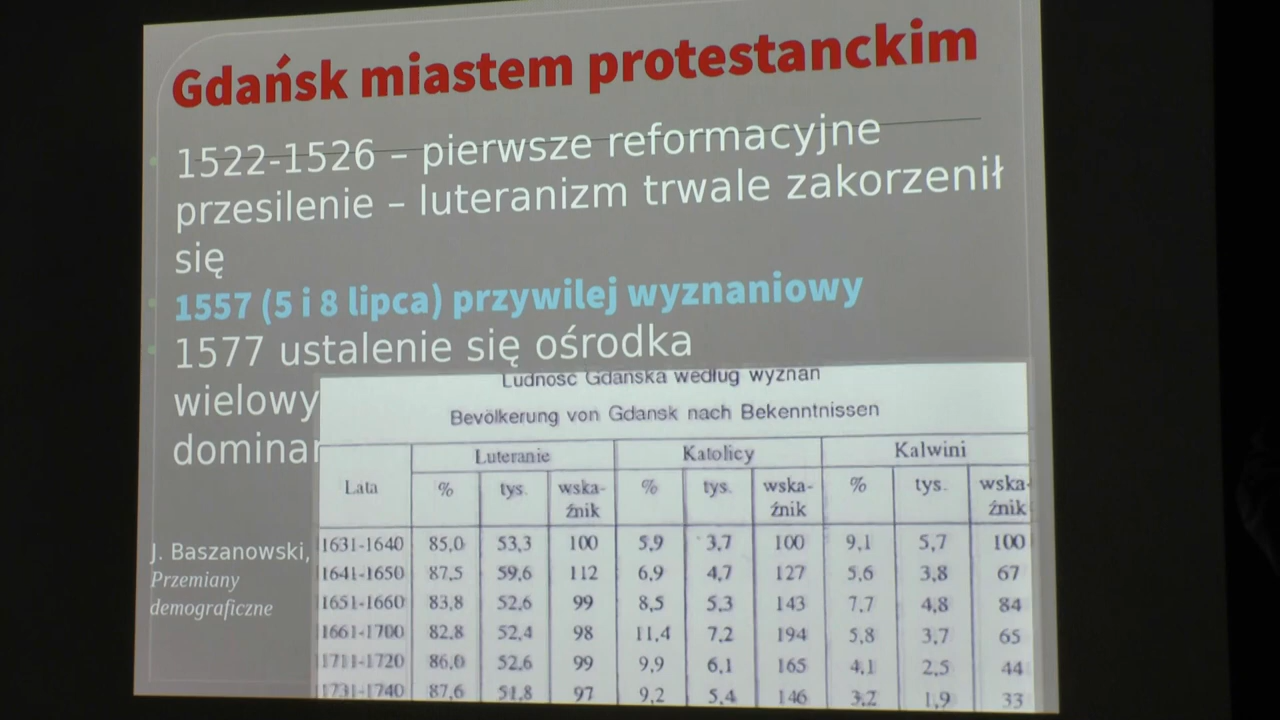 Gdańsk miastem protestanckim
1522-1526 – pierwsze reformacyjne
przesilenie – luteranizm trwale zakorzenił
się
1557 (5 i 8 lipca) przywilej wyznaniowy
1577 ustalenie się ośrodka
wielowy
dominar
J. Baszanowski,
Przemiany
demograficzne
Ludność Gdańska według wyznań
Bevölkerung von Gdansk nach Bekenntnissen
Lata Luteranie Katolicy Kalwini
% tys. wska- % tys. wska- % tys. wska-
źnik źnik źnik
1631-1640 85,0 53,3 100 5,9 3,7 100 9,1 5,7 100
1641-1650 87,5 59,6 112 6,9 4,7 127 5,6 3,8 67
1651-1660 83,8 52,6 99 8,5 5,3 143 7,7 4,8 84
1661-1700 82,8 52,4 98 11,4 7,2 194 5,8 3,7 65
1711-1720 86,0 52,6 99 9,9 6,1 165 4,1 2,5 44
1731-1740 87,6 51,8 97 9,2 5,4 146 3,2 1,9 33